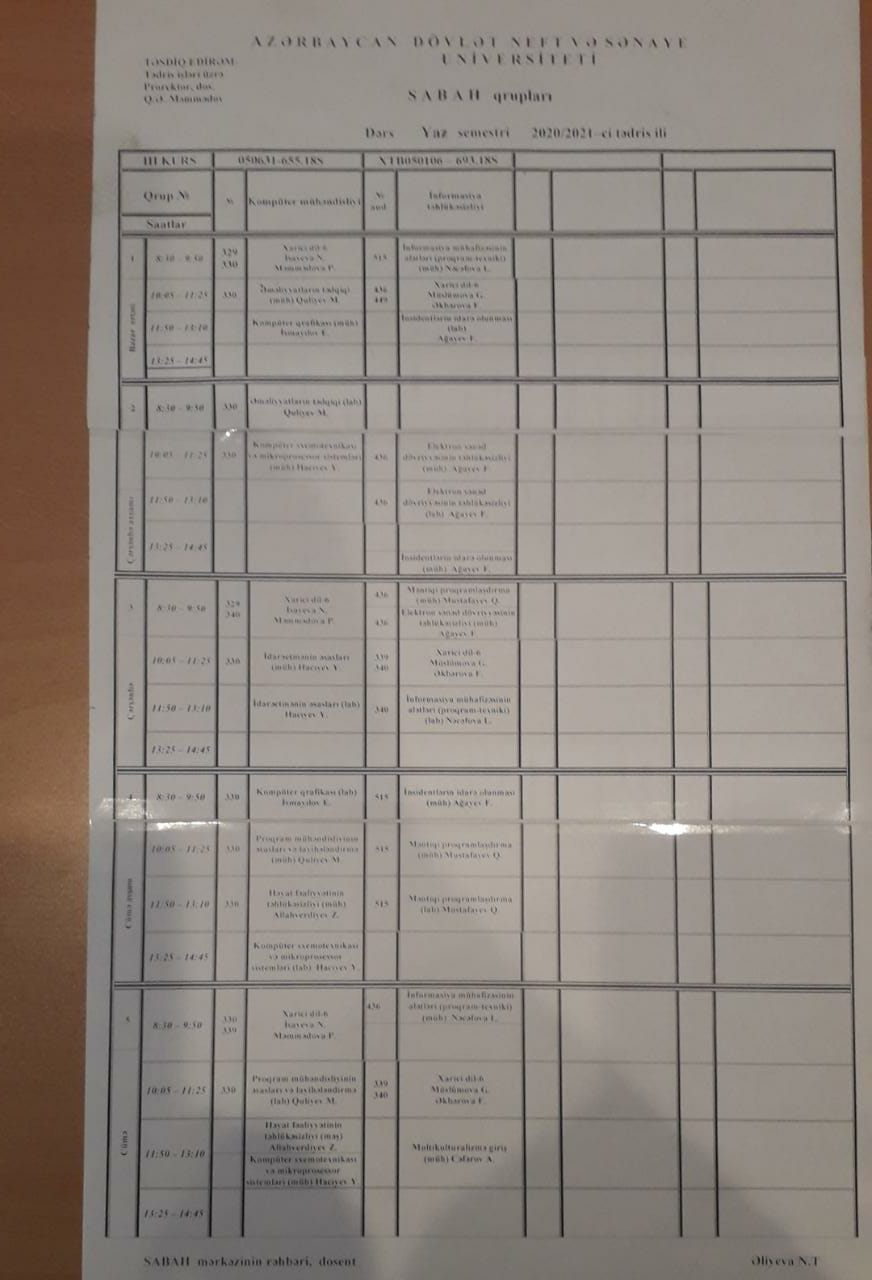 AZƏRBAYCAN DÖVLƏT NEFT VƏ SƏNAYE
UNİVERSİTETİ
TƏSDİQ EDİRƏM
Tədris işləri üzrə
Prorektor, dos.
Q.Ə. Məmmədov
SABAH qrupları
Dərs Yaz semestri 2020/2021-ci tədris ili
III KURS 050631-655.18S XTB050106 - 693.18S
Qrup № № Kompüter mühəndisliyi № aud. İnformasiya
təhlükəsizliyi
Saatlar
Bazar ertəsi
1 8:30 - 9:50 329
330 Xarici dil-6
İsayeva N.
Məmmədova P. 515 İnformasiya mühafizəsinin
alətləri (proqram-texniki)
(müh) Nəcəfova L.
10:05 - 11:25 330 Əməliyyatların tədqiqi
(müh) Quliyev M. 436
449 Xarici dil-6
Müslümova G.
Əkbərova F.
11:50 - 13:10 Kompüter qrafikası (müh)
İsmayılov E. İnsidentlərin idarə olunması
(lab)
Ağayev F.
13:25 - 14:45
Çərşənbə axşamı
2 8:30 - 9:50 330 Əməliyyatların tədqiqi (lab)
Quliyev M.
10:05 - 11:25 330 Kompüter sxemotexnikası
və mikroprosessor sistemləri
(müh) Hacıyev Y. 436 Elektron sənəd
dövriyyəsinin təhlükəsizliyi
(müh) Ağayev F.
11:50 - 13:10 436 Elektron sənəd
dövriyyəsinin təhlükəsizliyi
(lab) Ağayev F.
13:25 - 14:45 İnsidentlərin idarə olunması
(müh) Ağayev F.
Çərşənbə
3 8:30 - 9:50 329
340 Xarici dil-6
İsayeva N.
Məmmədova P. 436 Məntiqi proqramlaşdırma
(müh) Mustafayev Q.
436 Elektron sənəd dövriyyəsinin
təhlükəsizliyi (müh)
Ağayev F.
10:05 - 11:25 330 İdarəetmənin əsasları
(müh) Hacıyev Y. 339
340 Xarici dil-6
Müslümova G.
Əkbərova F.
11:50 - 13:10 İdarəetmənin əsasları (lab)
Hacıyev Y. 340 İnformasiya mühafizəsinin
alətləri (proqram-texniki)
(lab) Nəcəfova L.
13:25 - 14:45
Cümə axşamı
4 8:30 - 9:50 330 Kompüter qrafikası (lab)
İsmayılov E. 515 İnsidentlərin idarə olunması
(müh) Ağayev F.
10:05 - 11:25 330 Proqram mühəndisliyinin
əsasları və layihələndirmə
(müh) Quliyev M. 515 Məntiqi proqramlaşdırma
(müh) Mustafayev Q.
11:50 - 13:10 330 Həyat fəaliyyətinin
təhlükəsizliyi (müh)
Allahverdiyev Z. 515 Məntiqi proqramlaşdırma
(lab) Mustafayev Q.
13:25 - 14:45 Kompüter sxemotexnikası
və mikroprosessor
sistemləri (lab) Hacıyev Y.
Cümə
5 8:30 - 9:50 330
339 Xarici dil-6
İsayeva N.
Məmmədova P. 436 İnformasiya mühafizəsinin
alətləri (proqram-texniki)
(müh) Nəcəfova L.
10:05 - 11:25 330 Proqram mühəndisliyinin
əsasları və layihələndirmə
(lab) Quliyev M. 339
340 Xarici dil-6
Müslümova G.
Əkbərova F.
11:50 - 13:10 Həyat fəaliyyətinin
təhlükəsizliyi (məş)
Allahverdiyev Z.
Kompüter sxemotexnikası
və mikroprosessor
sistemləri (müh) Hacıyev Y. Multikulturalizmə giriş
(müh) Cəfərov A.
13:25 - 14:45
SABAH mərkəzinin rəhbəri, dosent Əliyeva N.T